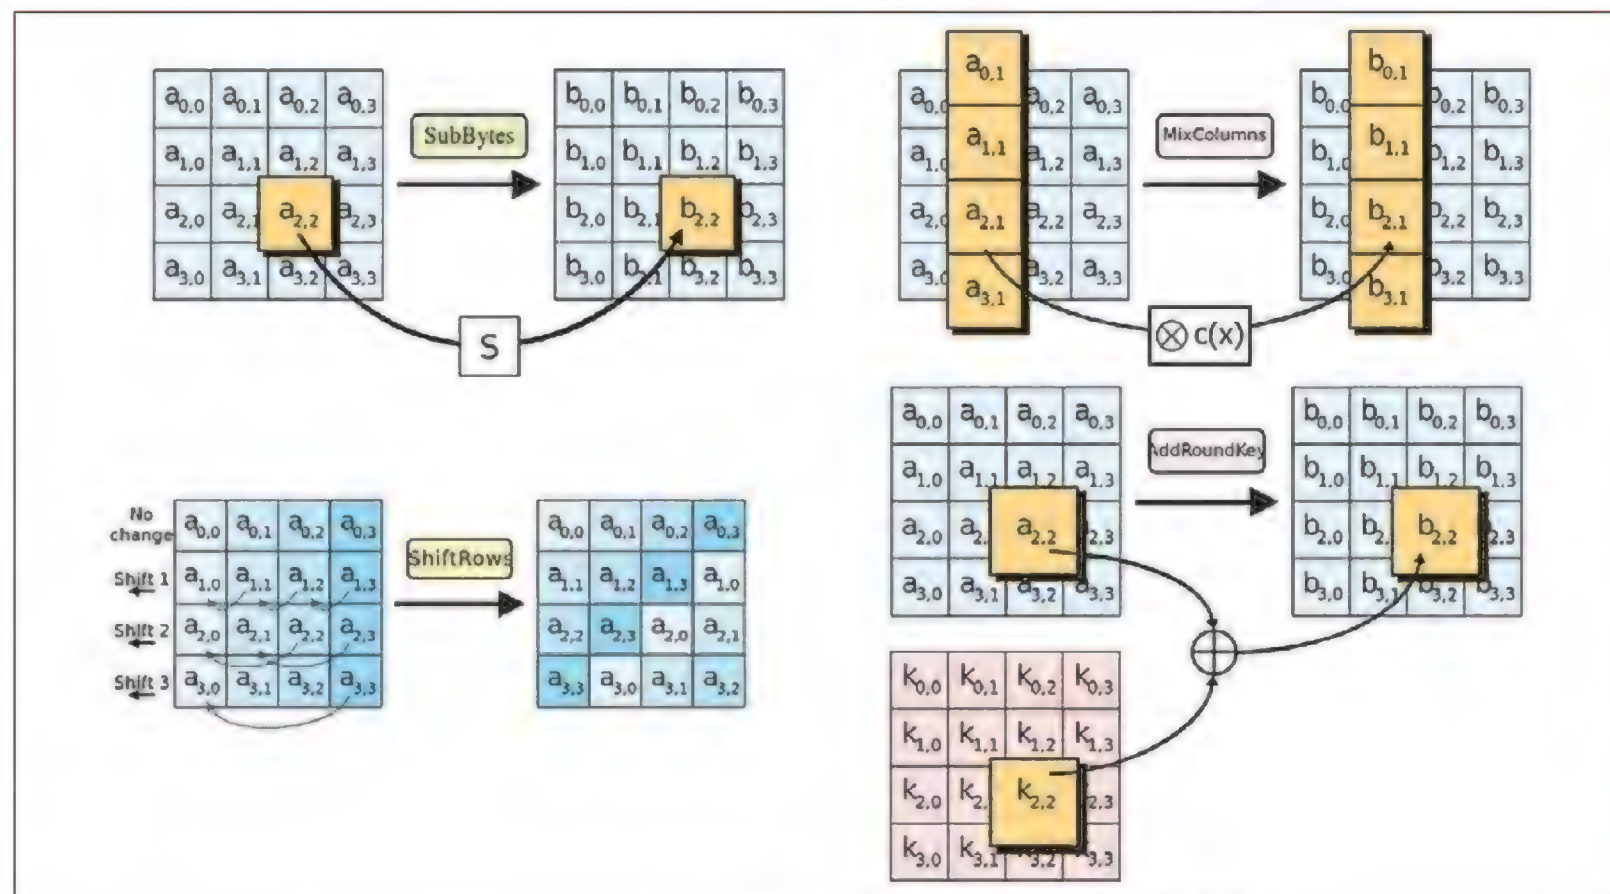 a0,0 a0,1 a0,2 a0,3
a1,0 a1,1 a1,2 a1,3
a2,0 a2,1 a2,2 a2,3
a3,0 a3,1 a3,2 a3,3
SubBytes
b0,0 b0,1 b0,2 b0,3
b1,0 b1,1 b1,2 b1,3
b2,0 b2,1 b2,2 b2,3
b3,0 b3,1 b3,2 b3,3
S
a0,0 a0,1 a0,2 a0,3
a1,0 a1,1 a1,2 a1,3
a2,0 a2,1 a2,2 a2,3
a3,0 a3,1 a3,2 a3,3
MixColumns
b0,0 b0,1 b0,2 b0,3
b1,0 b1,1 b1,2 b1,3
b2,0 b2,1 b2,2 b2,3
b3,0 b3,1 b3,2 b3,3
⊗ c(x)
No
change
Shift 1
Shift 2
Shift 3
a0,0 a0,1 a0,2 a0,3
a1,0 a1,1 a1,2 a1,3
a2,0 a2,1 a2,2 a2,3
a3,0 a3,1 a3,2 a3,3
ShiftRows
a0,0 a0,1 a0,2 a0,3
a1,1 a1,2 a1,3 a1,0
a2,2 a2,3 a2,0 a2,1
a3,3 a3,0 a3,1 a3,2
a0,0 a0,1 a0,2 a0,3
a1,0 a1,1 a1,2 a1,3
a2,0 a2, a2,2 2,3
a3,0 a3,1 a3,2 a3,3
AddRoundKey
b0,0 b0,1 b0,2 b0,3
b1,0 b1,1 b1,2 b1,3
b2,0 b2, b2,2 2,3
b3,0 b3,1 b3,2 b3,3
k0,0 k0,1 k0,2 k0,3
k1,0 k1,1 k1,2 k1,3
k2,0 k2, k2,2 2,3
k3,0 k3,1 k3,2 k3,3